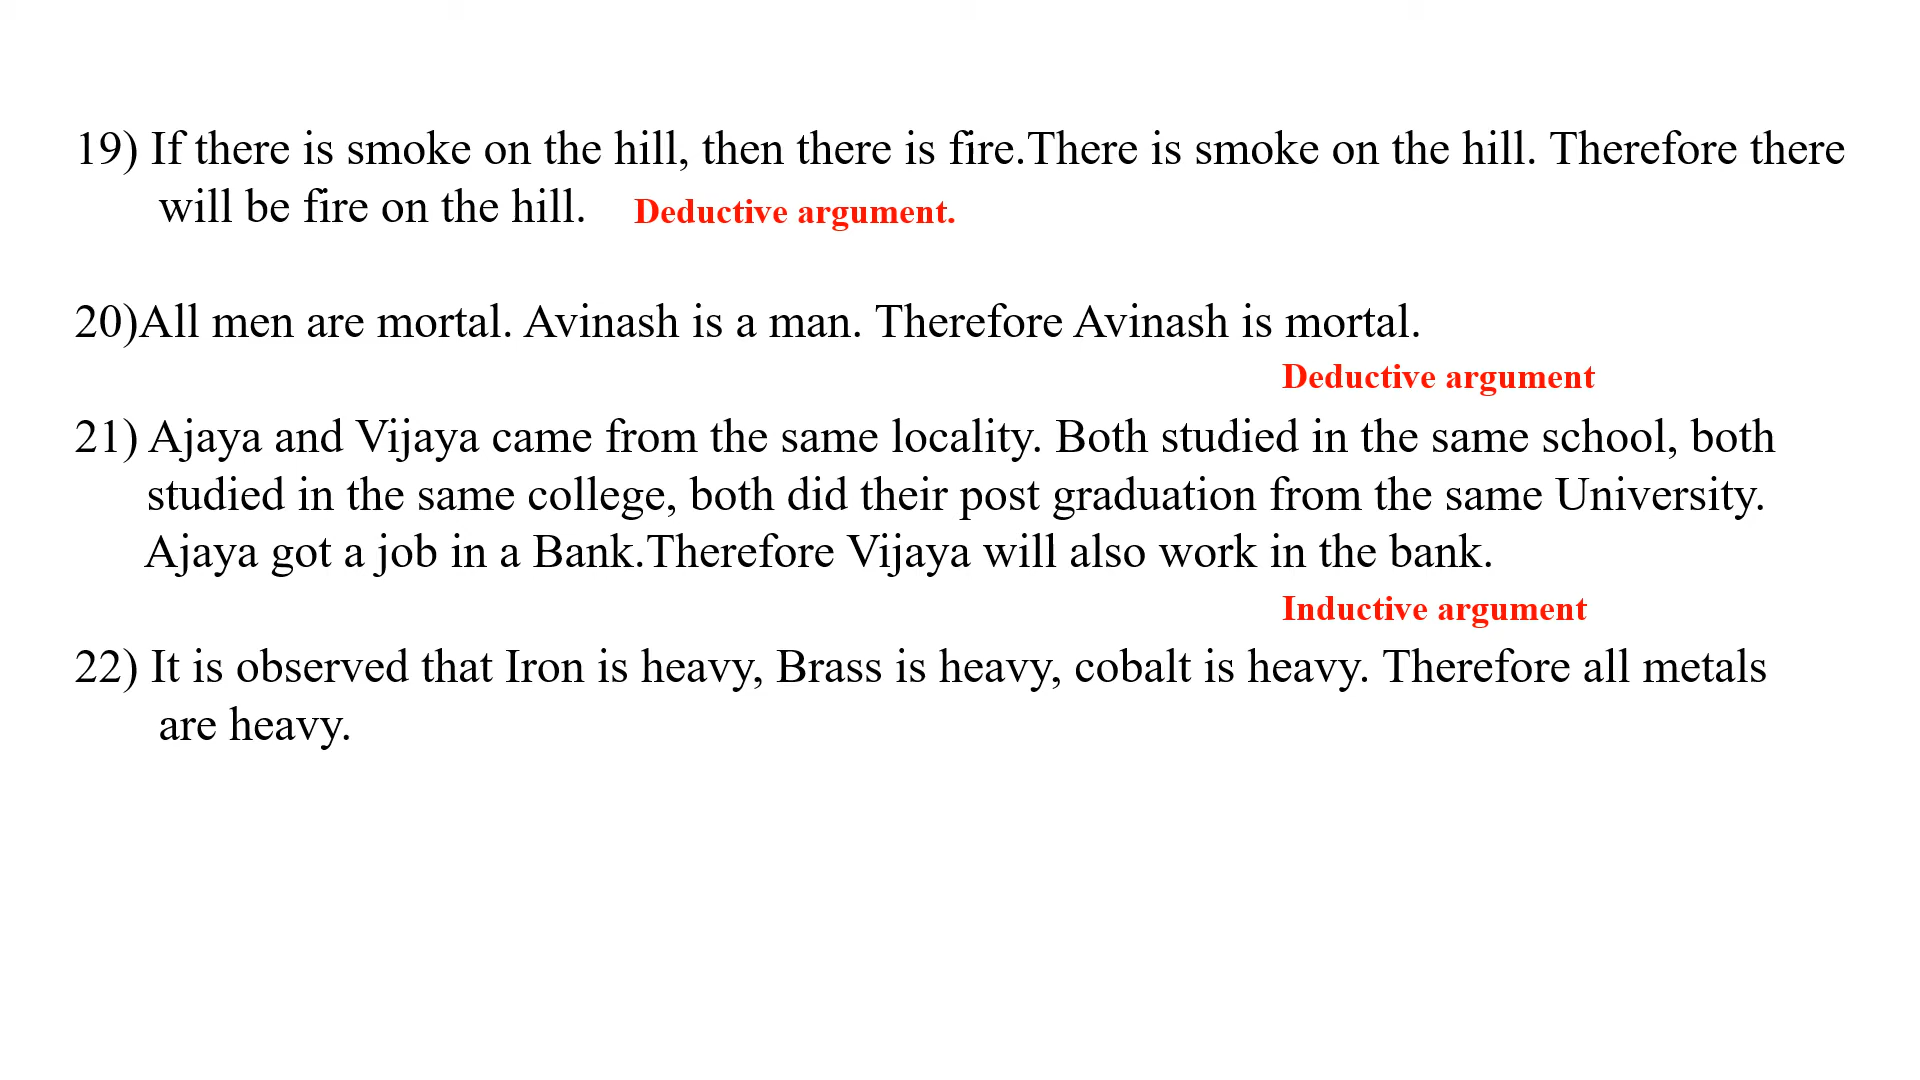 19) If there is smoke on the hill, then there is fire.There is smoke on the hill. Therefore there
will be fire on the hill. Deductive argument.
20)All men are mortal. Avinash is a man. Therefore Avinash is mortal.
Deductive argument
21) Ajaya and Vijaya came from the same locality. Both studied in the same school, both
studied in the same college, both did their post graduation from the same University.
Ajaya got a job in a Bank.Therefore Vijaya will also work in the bank.
Inductive argument
22) It is observed that Iron is heavy, Brass is heavy, cobalt is heavy. Therefore all metals
are heavy.